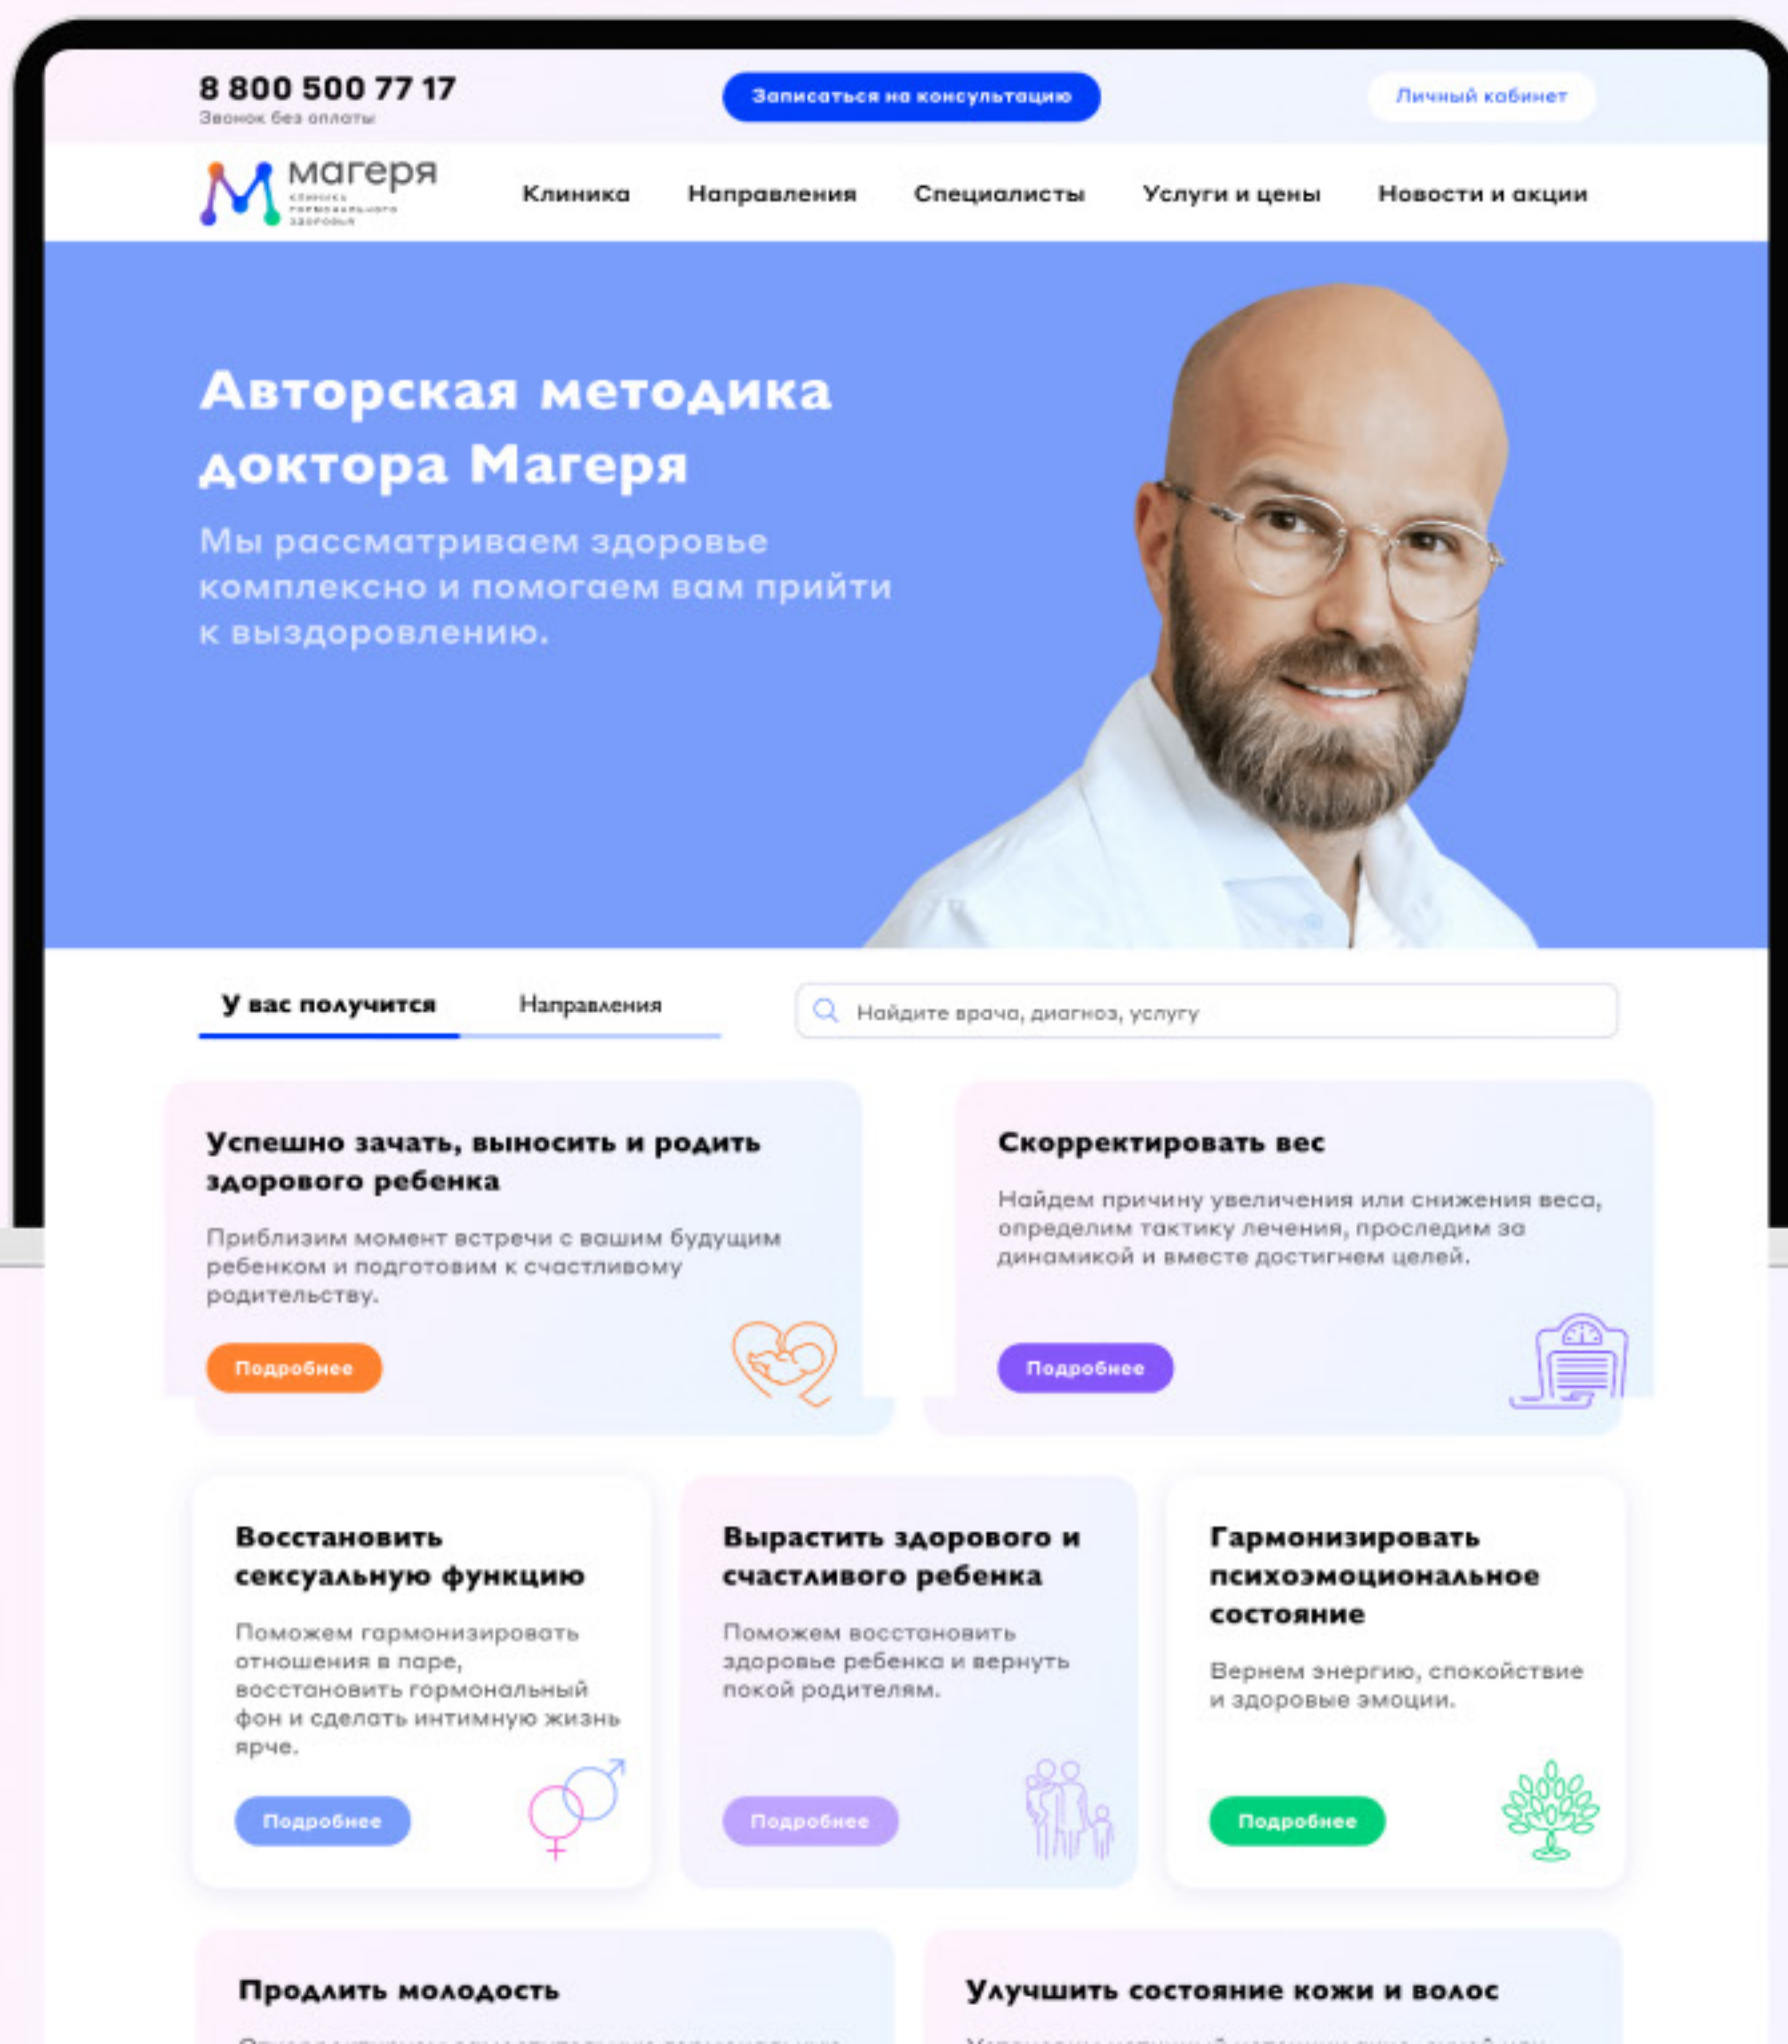 8 800 500 77 17
Звонок без оплаты
Записаться на консультацию
Личный кабинет
магеря
клиника
гормонального
здоровья
Клиника
Направления
Специалисты
Услуги и цены
Новости и акции
Авторская методика
доктора Магеря
Мы рассматриваем здоровье
комплексно и помогаем вам прийти
к выздоровлению.
У вас получится
Направления
Найдите врача, диагноз, услугу
Успешно зачать, выносить и родить
здорового ребенка
Приблизим момент встречи с вашим будущим
ребенком и подготовим к счастливому
родительству.
Подробнее
Скорректировать вес
Найдем причину увеличения или снижения веса,
определим тактику лечения, проследим за
динамикой и вместе достигнем целей.
Подробнее
Восстановить
сексуальную функцию
Поможем гармонизировать
отношения в паре,
восстановить гормональный
фон и сделать интимную жизнь
ярче.
Подробнее
Вырастить здорового и
счастливого ребенка
Поможем восстановить
здоровье ребенка и вернуть
покой родителям.
Подробнее
Гармонизировать
психоэмоциональное
состояние
Вернем энергию, спокойствие
и здоровые эмоции.
Подробнее
Продлить молодость
Улучшить состояние кожи и волос